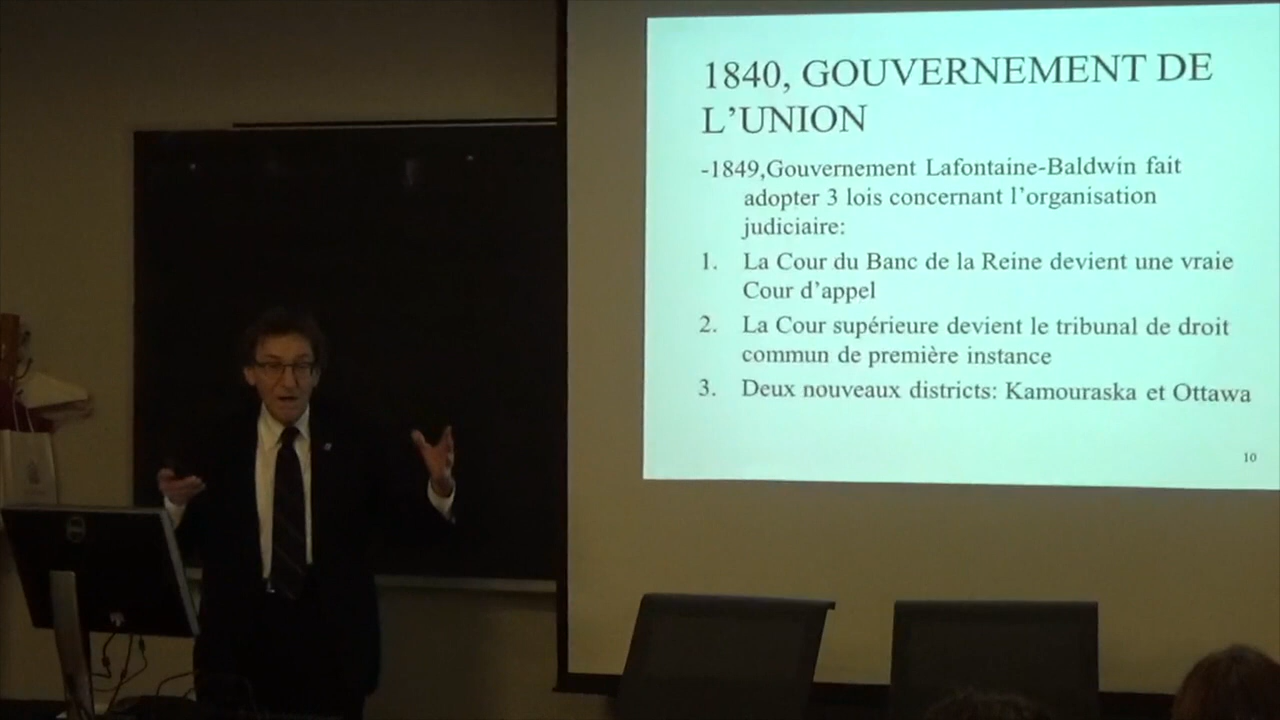 1840, GOUVERNEMENT DE
L’UNION
-1849,Gouvernement Lafontaine-Baldwin fait
adopter 3 lois concernant l’organisation
judiciaire:
1. La Cour du Banc de la Reine devient une vraie
Cour d’appel
2. La Cour supérieure devient le tribunal de droit
commun de première instance
3. Deux nouveaux districts: Kamouraska et Ottawa
10